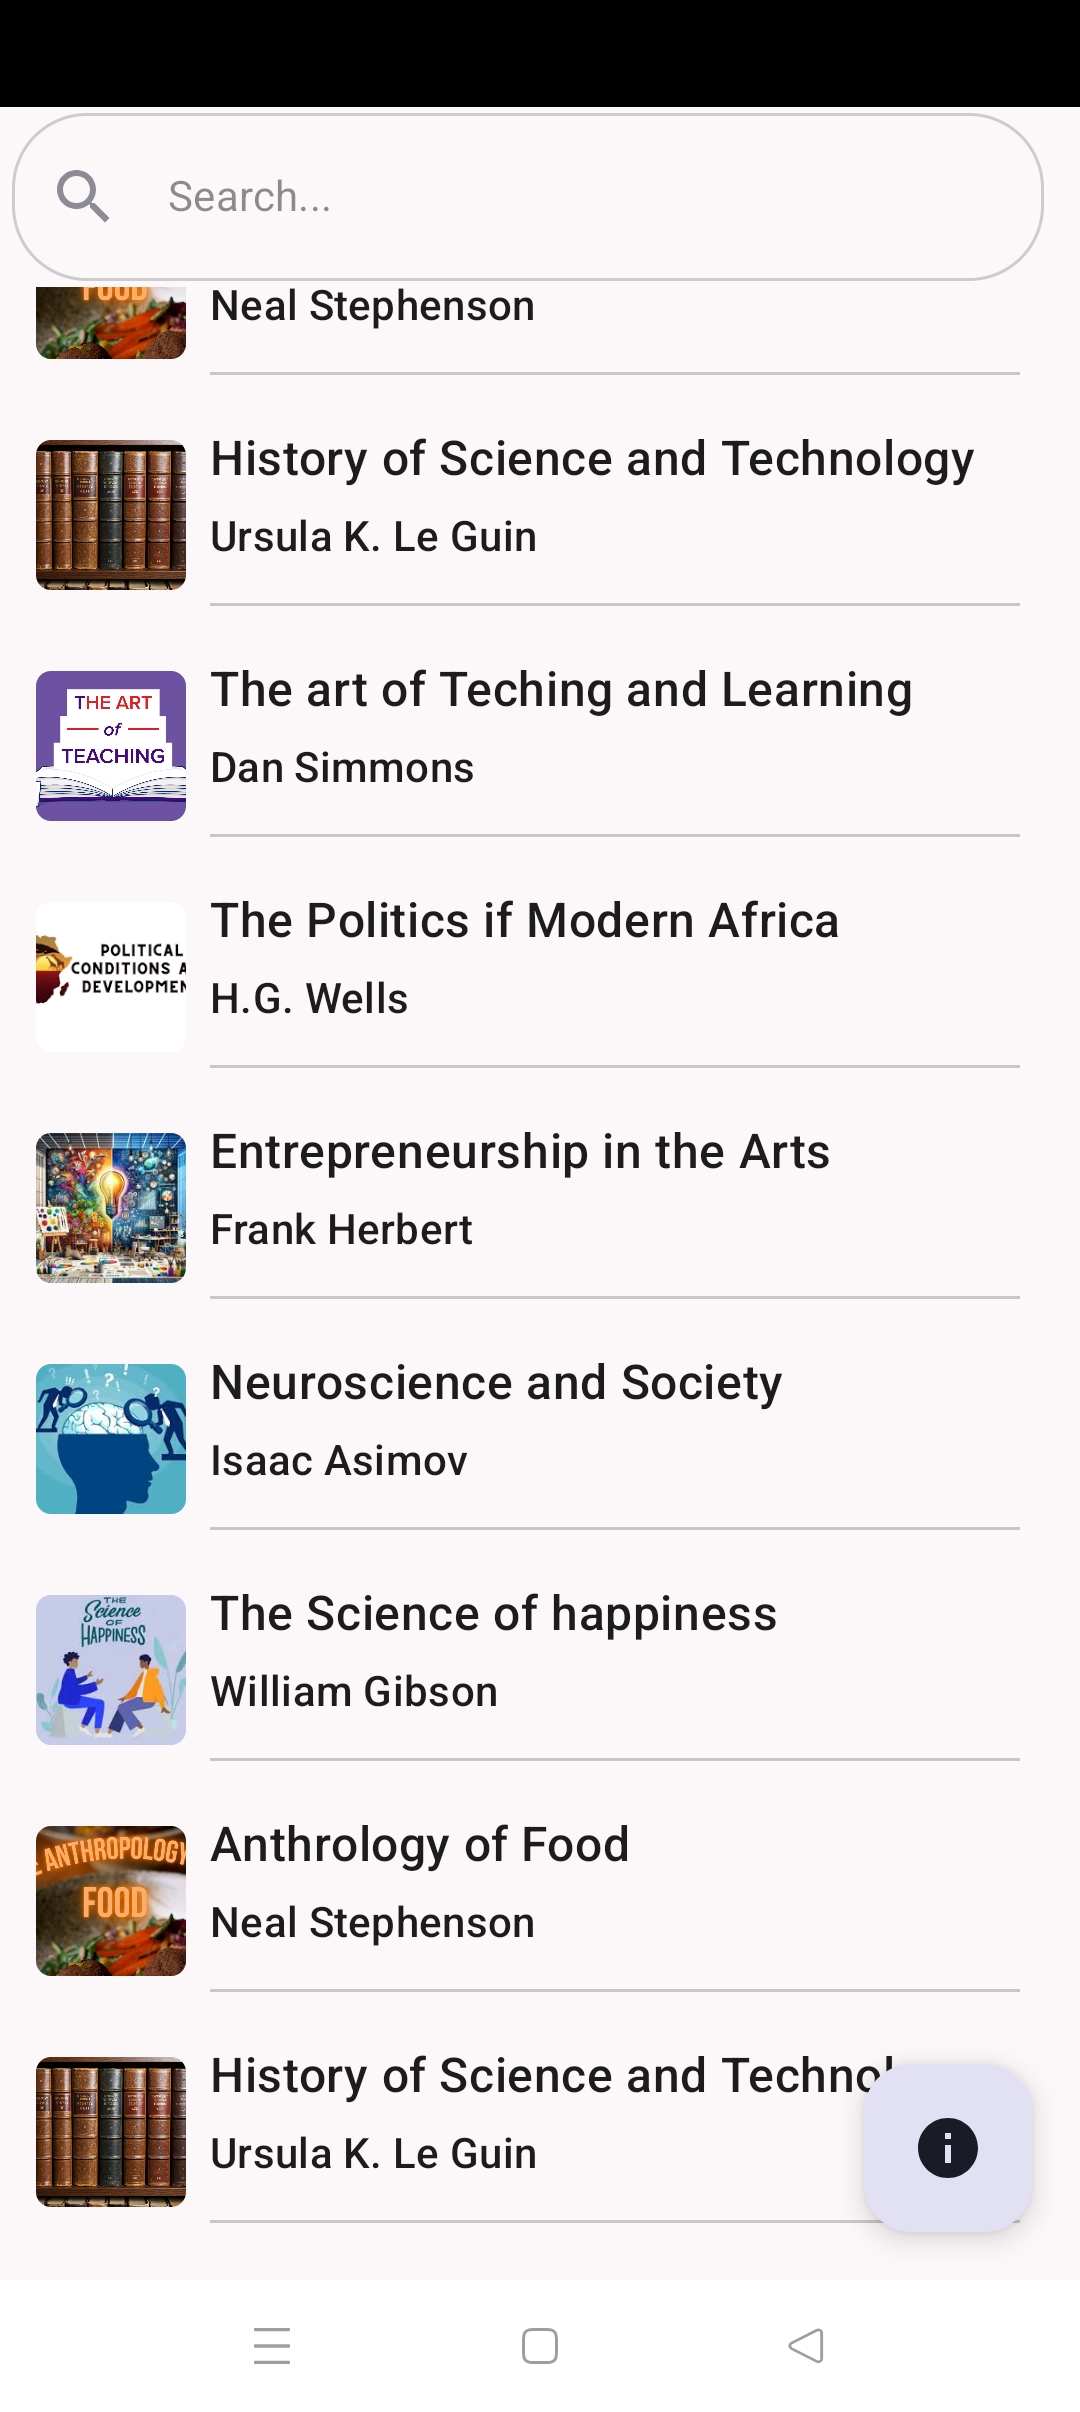 Search...
FOOD
Neal Stephenson
History of Science and Technology
Ursula K. Le Guin
THE ART
of
TEACHING
The art of Teching and Learning
Dan Simmons
POLITICAL
CONDITIONS A
DEVELOPMEN
The Politics if Modern Africa
H.G. Wells
Entrepreneurship in the Arts
Frank Herbert
Neuroscience and Society
Isaac Asimov
THE
Science
OF
HAPPINESS
The Science of happiness
William Gibson
ANTHROPOLOGY
FOOD
Anthrology of Food
Neal Stephenson
History of Science and Technol
Ursula K. Le Guin